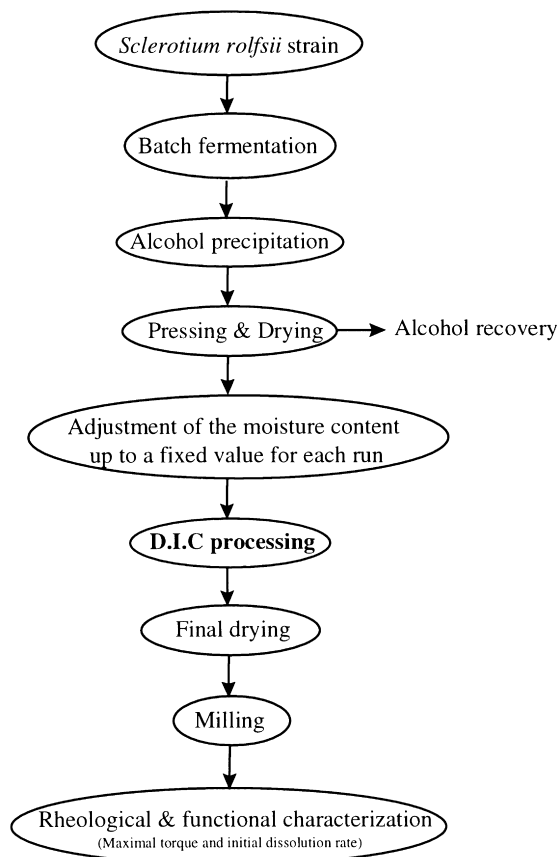 Sclerotium rolfsii strain
Batch fermentation
Alcohol precipitation
Pressing & Drying
Alcohol recovery
Adjustment of the moisture content
up to a fixed value for each run
D.I.C processing
Final drying
Milling
Rheological & functional characterization
(Maximal torque and initial dissolution rate)